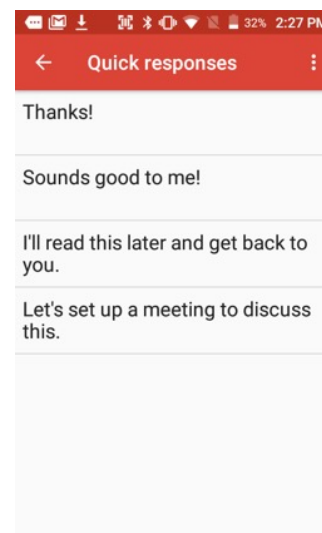 32% 2:27 PM
Quick responses
Thanks!
Sounds good to me!
I'll read this later and get back to
you.
Let's set up a meeting to discuss
this.